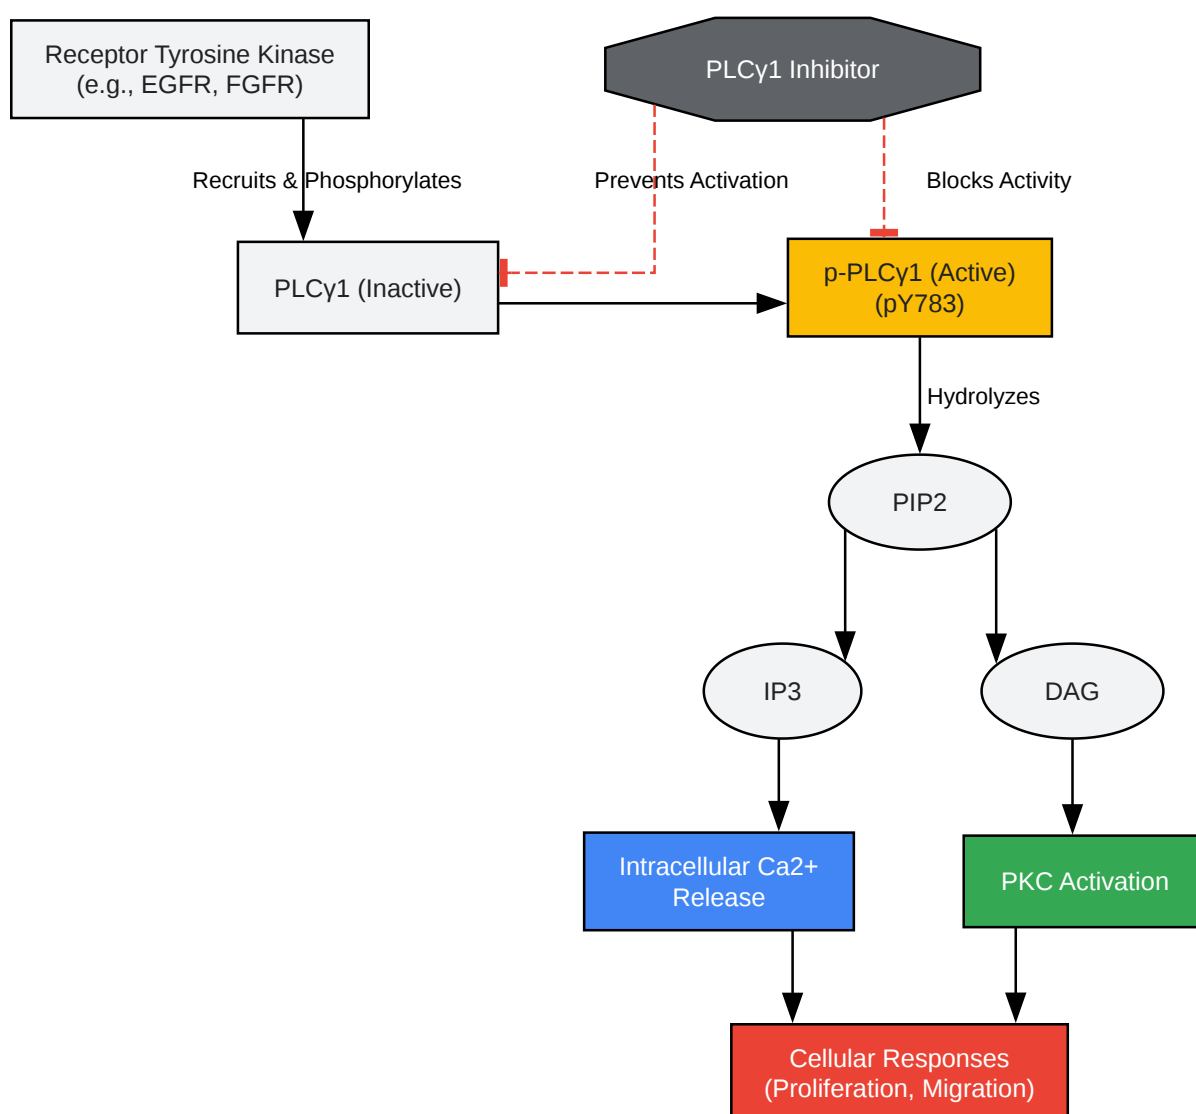 Receptor Tyrosine Kinase
(e.g., EGFR, FGFR)
PLCγ1 Inhibitor
Recruits & Phosphorylates
Prevents Activation
Blocks Activity
PLCγ1 (Inactive)
p-PLCγ1 (Active)
(pY783)
Hydrolyzes
PIP2
IP3
DAG
Intracellular Ca2+
Release
PKC Activation
Cellular Responses
(Proliferation, Migration)